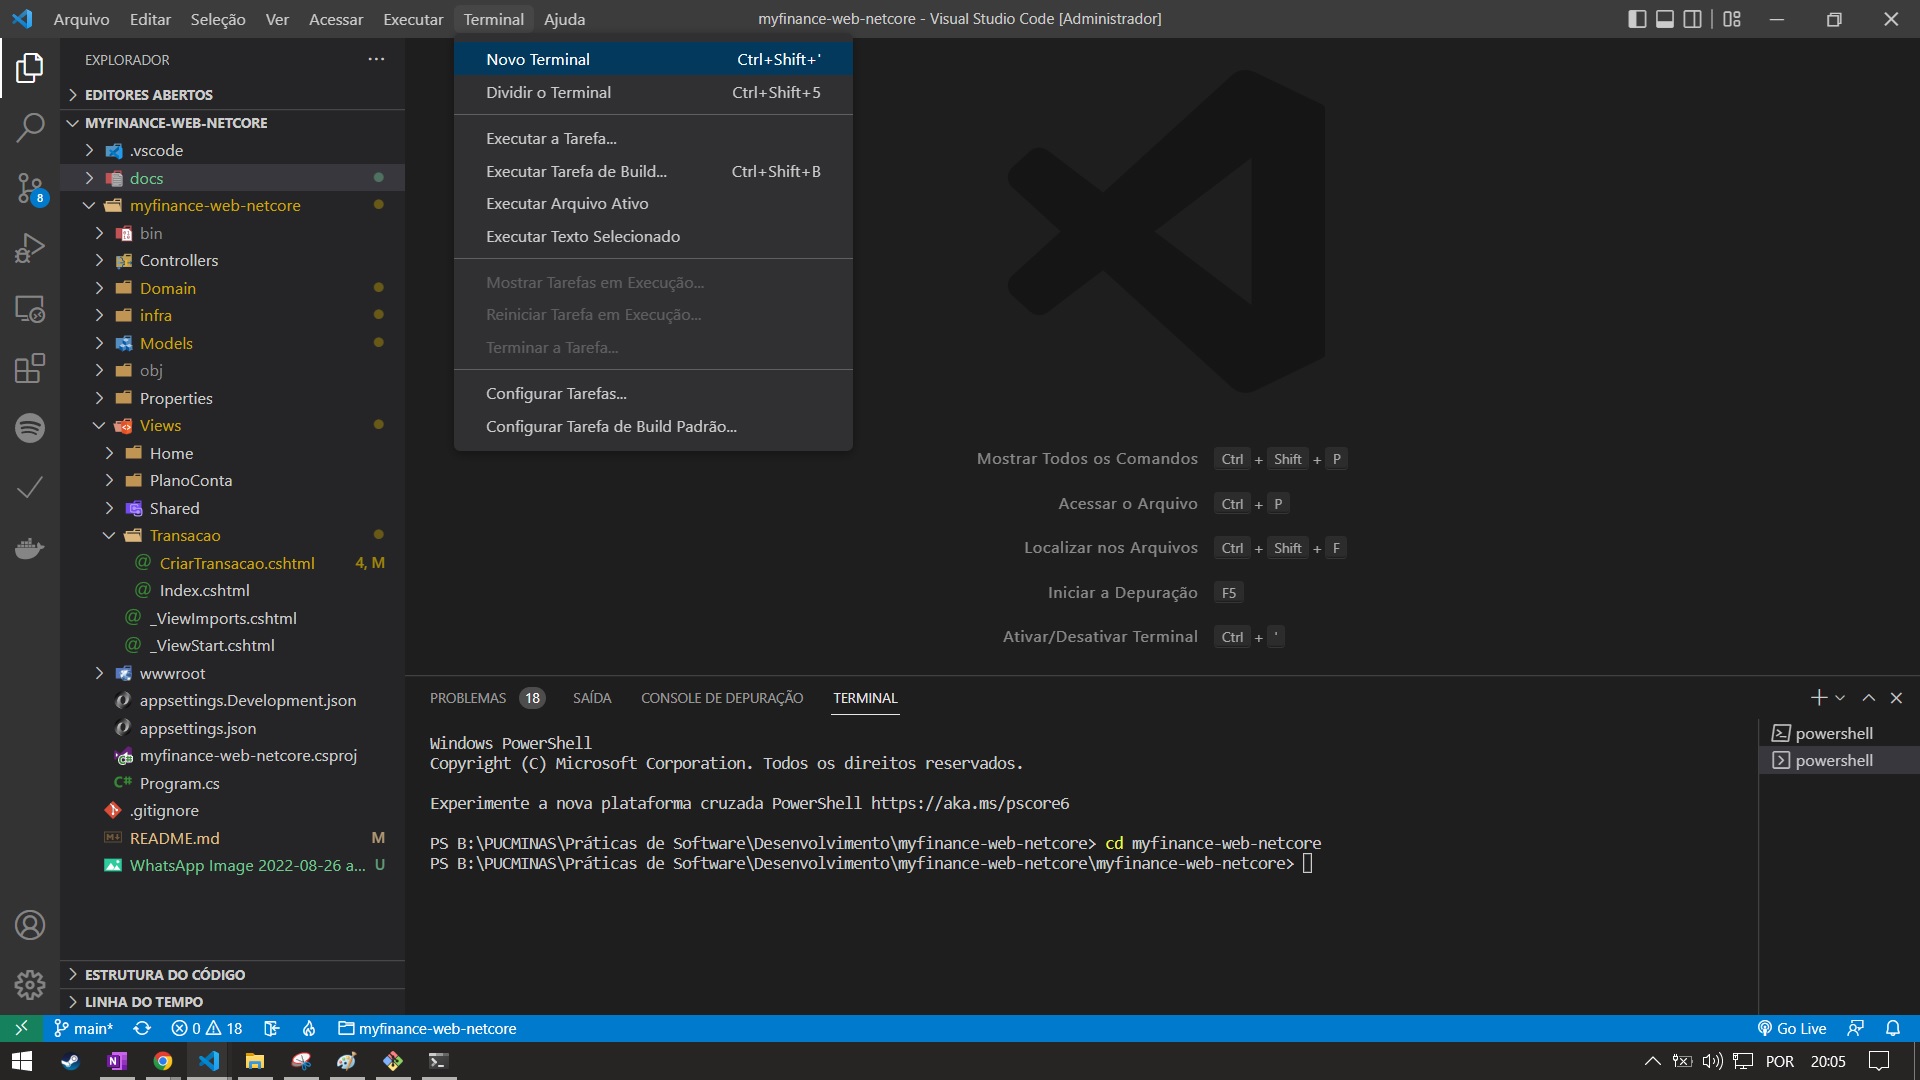 Arquivo Editar Seleção Ver Acessar Executar Terminal Ajuda
myfinance-web-netcore - Visual Studio Code [Administrador]
EXPLORADOR
EDITORES ABERTOS
MYFINANCE-WEB-NETCORE
.vscode
docs
myfinance-web-netcore
bin
Controllers
Domain
infra
Models
obj
Properties
Views
Home
PlanoConta
Shared
Transacao
CriarTransacao.cshtml 4, M
Index.cshtml
_ViewImports.cshtml
_ViewStart.cshtml
wwwroot
appsettings.Development.json
appsettings.json
myfinance-web-netcore.csproj
Program.cs
.gitignore
README.md M
WhatsApp Image 2022-08-26 a... U
ESTRUTURA DO CÓDIGO
LINHA DO TEMPO
8
Novo Terminal Ctrl+Shift+'
Dividir o Terminal Ctrl+Shift+5
Executar a Tarefa...
Executar Tarefa de Build... Ctrl+Shift+B
Executar Arquivo Ativo
Executar Texto Selecionado
Mostrar Tarefas em Execução...
Reiniciar Tarefa em Execução...
Terminar a Tarefa...
Configurar Tarefas...
Configurar Tarefa de Build Padrão...
Mostrar Todos os Comandos Ctrl + Shift + P
Acessar o Arquivo Ctrl + P
Localizar nos Arquivos Ctrl + Shift + F
Iniciar a Depuração F5
Ativar/Desativar Terminal Ctrl + '
PROBLEMAS 18 SAÍDA CONSOLE DE DEPURAÇÃO TERMINAL
Windows PowerShell
Copyright (C) Microsoft Corporation. Todos os direitos reservados.
Experimente a nova plataforma cruzada PowerShell https://aka.ms/pscore6
PS B:\PUCMINAS\Práticas de Software\Desenvolvimento\myfinance-web-netcore> cd myfinance-web-netcore
PS B:\PUCMINAS\Práticas de Software\Desenvolvimento\myfinance-web-netcore\myfinance-web-netcore>
powershell
powershell
main* 0 18 myfinance-web-netcore Go Live
POR 20:05